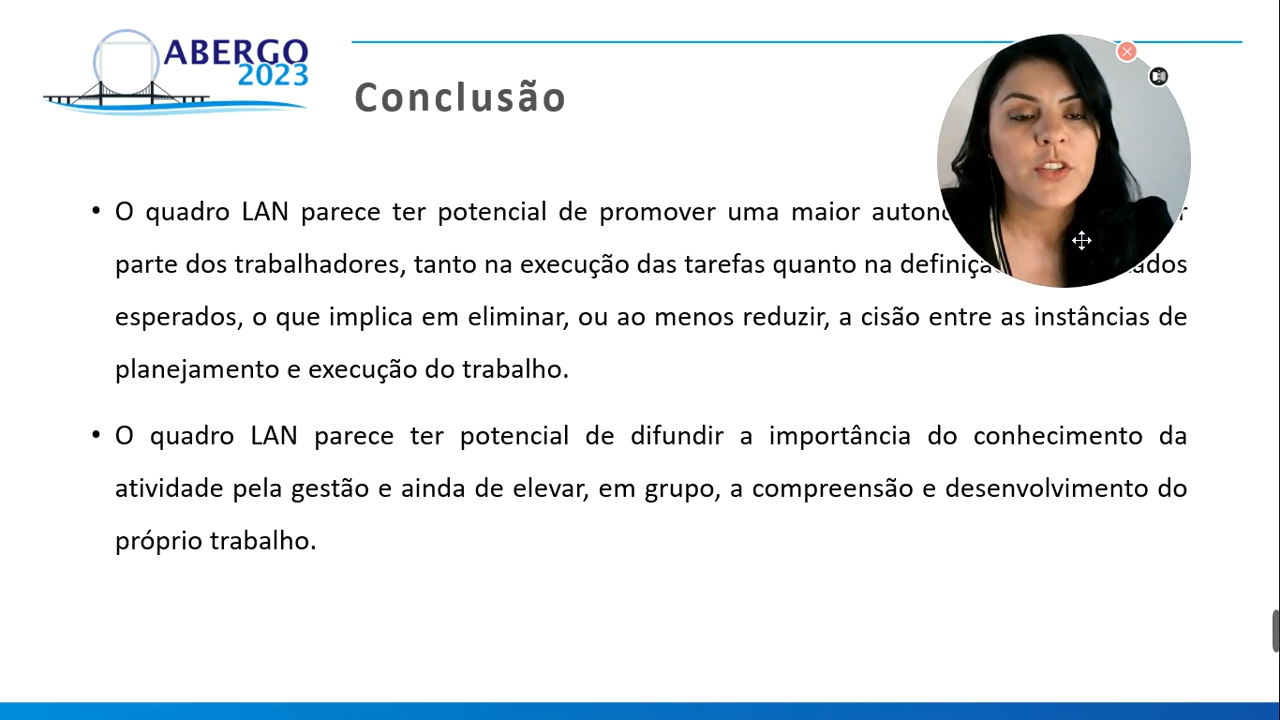 ABERGO
2023
Conclusão
• O quadro LAN parece ter potencial de promover uma maior
parte dos trabalhadores, tanto na execução das tarefas quanto na
esperados, o que implica em eliminar, ou ao menos reduzir, a cisão entre as instâncias de
planejamento e execução do trabalho.
• O quadro LAN parece ter potencial de difundir a importância do conhecimento da
atividade pela gestão e ainda de elevar, em grupo, a compreensão e desenvolvimento do
próprio trabalho.